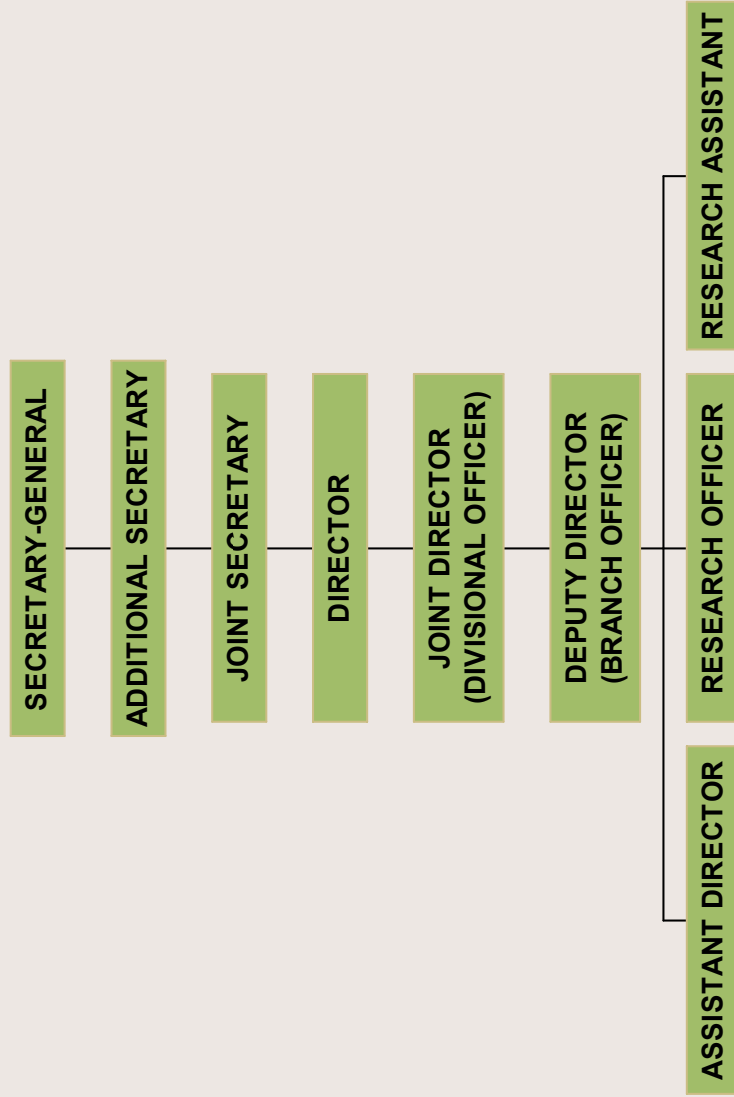 SECRETARY-GENERAL
ADDITIONAL SECRETARY
JOINT SECRETARY
DIRECTOR
JOINT DIRECTOR
(DIVISIONAL OFFICER)
DEPUTY DIRECTOR
(BRANCH OFFICER)
ASSISTANT DIRECTOR
RESEARCH OFFICER
RESEARCH ASSISTANT